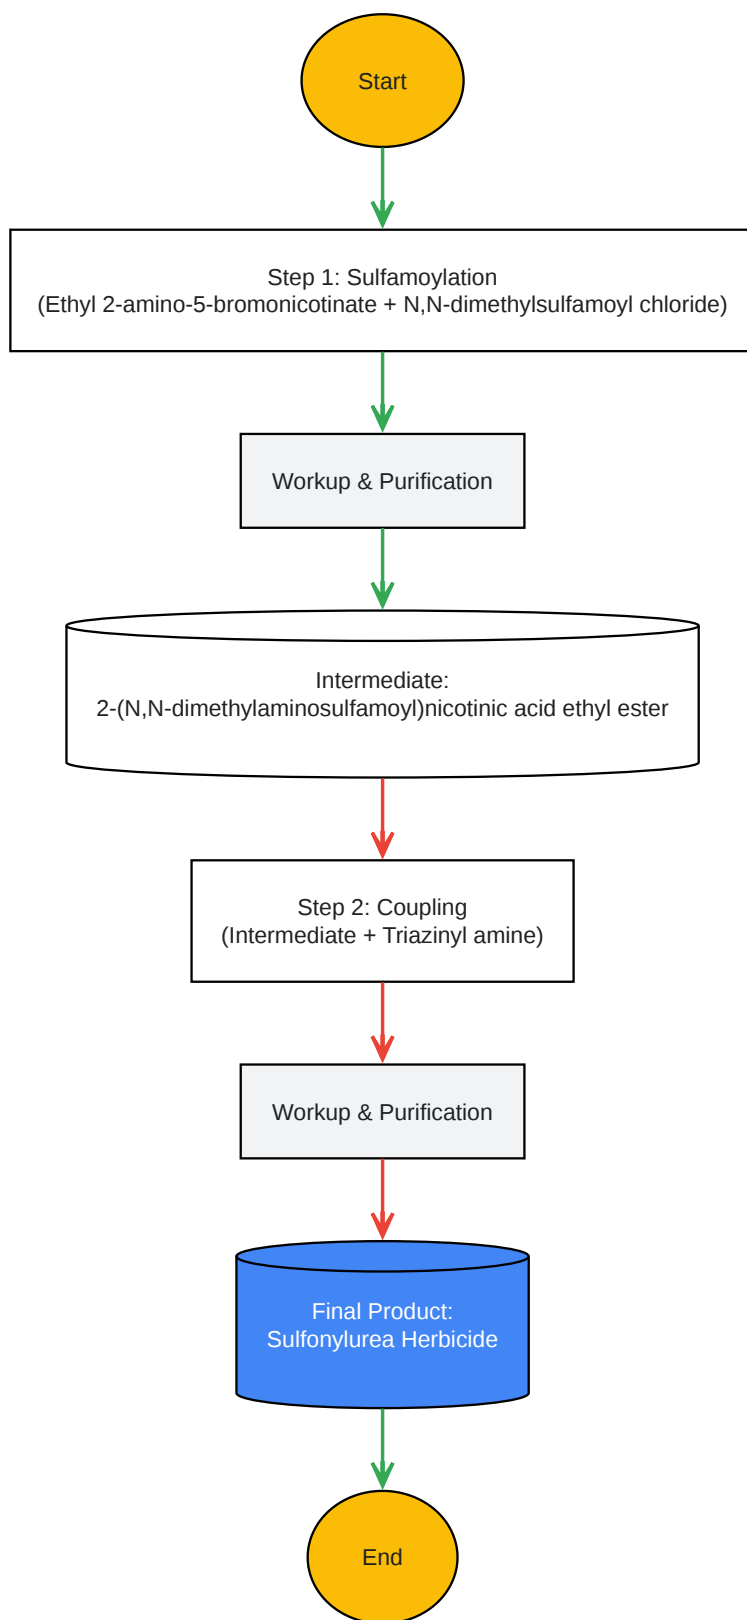 Start
Step 1: Sulfamoylation
(Ethyl 2-amino-5-bromonicotinate + N,N-dimethylsulfamoyl chloride)
Workup & Purification
Intermediate:
2-(N,N-dimethylaminosulfamoyl)nicotinic acid ethyl ester
Step 2: Coupling
(Intermediate + Triazinyl amine)
Workup & Purification
Final Product:
Sulfonylurea Herbicide
End